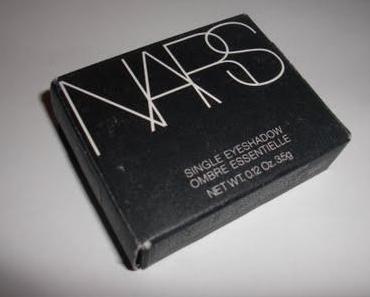 NARS
SINGLE EYESHADOW
OMBRE ESSENTIELLE
NET WT. 0.12 Oz. 3.5g